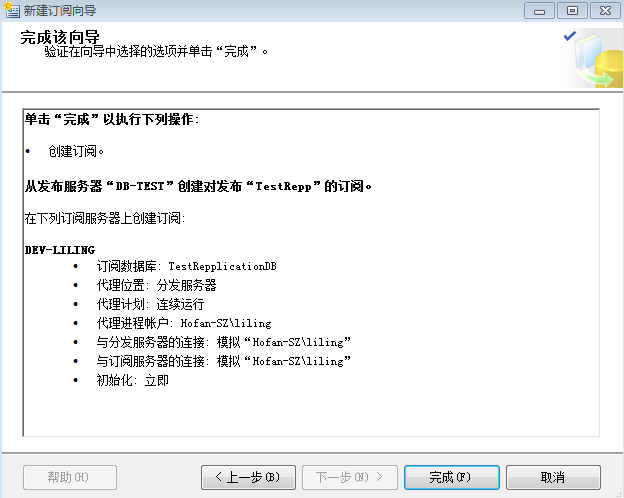 新建订阅向导
完成该向导
验证在向导中选择的选项并单击“完成”。
单击“完成”以执行下列操作:
• 创建订阅。
从发布服务器“DB-TEST”创建对发布“TestRepp”的订阅。
在下列订阅服务器上创建订阅:
DEV-LILING
• 订阅数据库: TestRepplicationDB
• 代理位置: 分发服务器
• 代理计划: 连续运行
• 代理进程帐户: Hofan-SZ\liling
• 与分发服务器的连接: 模拟“Hofan-SZ\liling”
• 与订阅服务器的连接: 模拟“Hofan-SZ\liling”
• 初始化: 立即
帮助(H) < 上一步(B) 下一步(N) > 完成(F) 取消